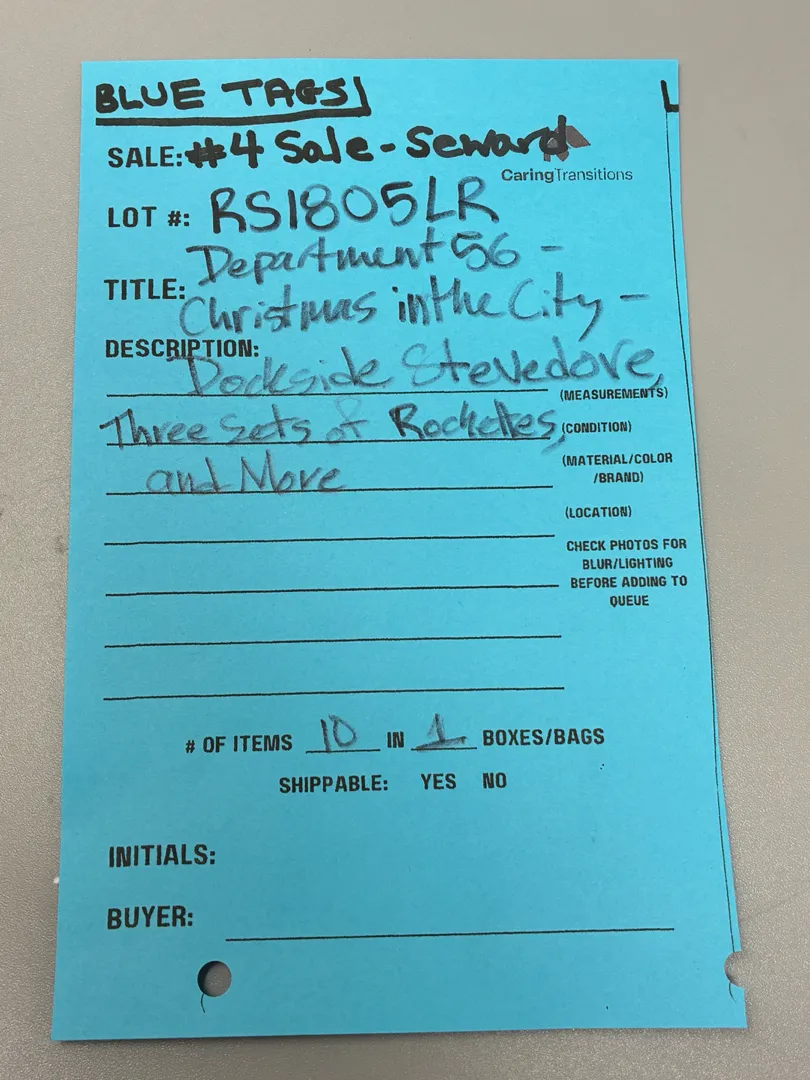 BLUE TAGS
L
SALE: #4 Sale - Seward
CaringTransitions
LOT #: RS1805LR
Department 56 -
TITLE:
Christmas in the City -
DESCRIPTION:
Dockside Stevedore,
(MEASUREMENTS)
Three Sets of Rockettes,
(CONDITION)
(MATERIAL/COLOR
/BRAND)
and More
(LOCATION)
CHECK PHOTOS FOR
BLUR/LIGHTING
BEFORE ADDING TO
QUEUE
# OF ITEMS 10 IN 1 BOXES/BAGS
SHIPPABLE: YES NO
INITIALS:
BUYER: